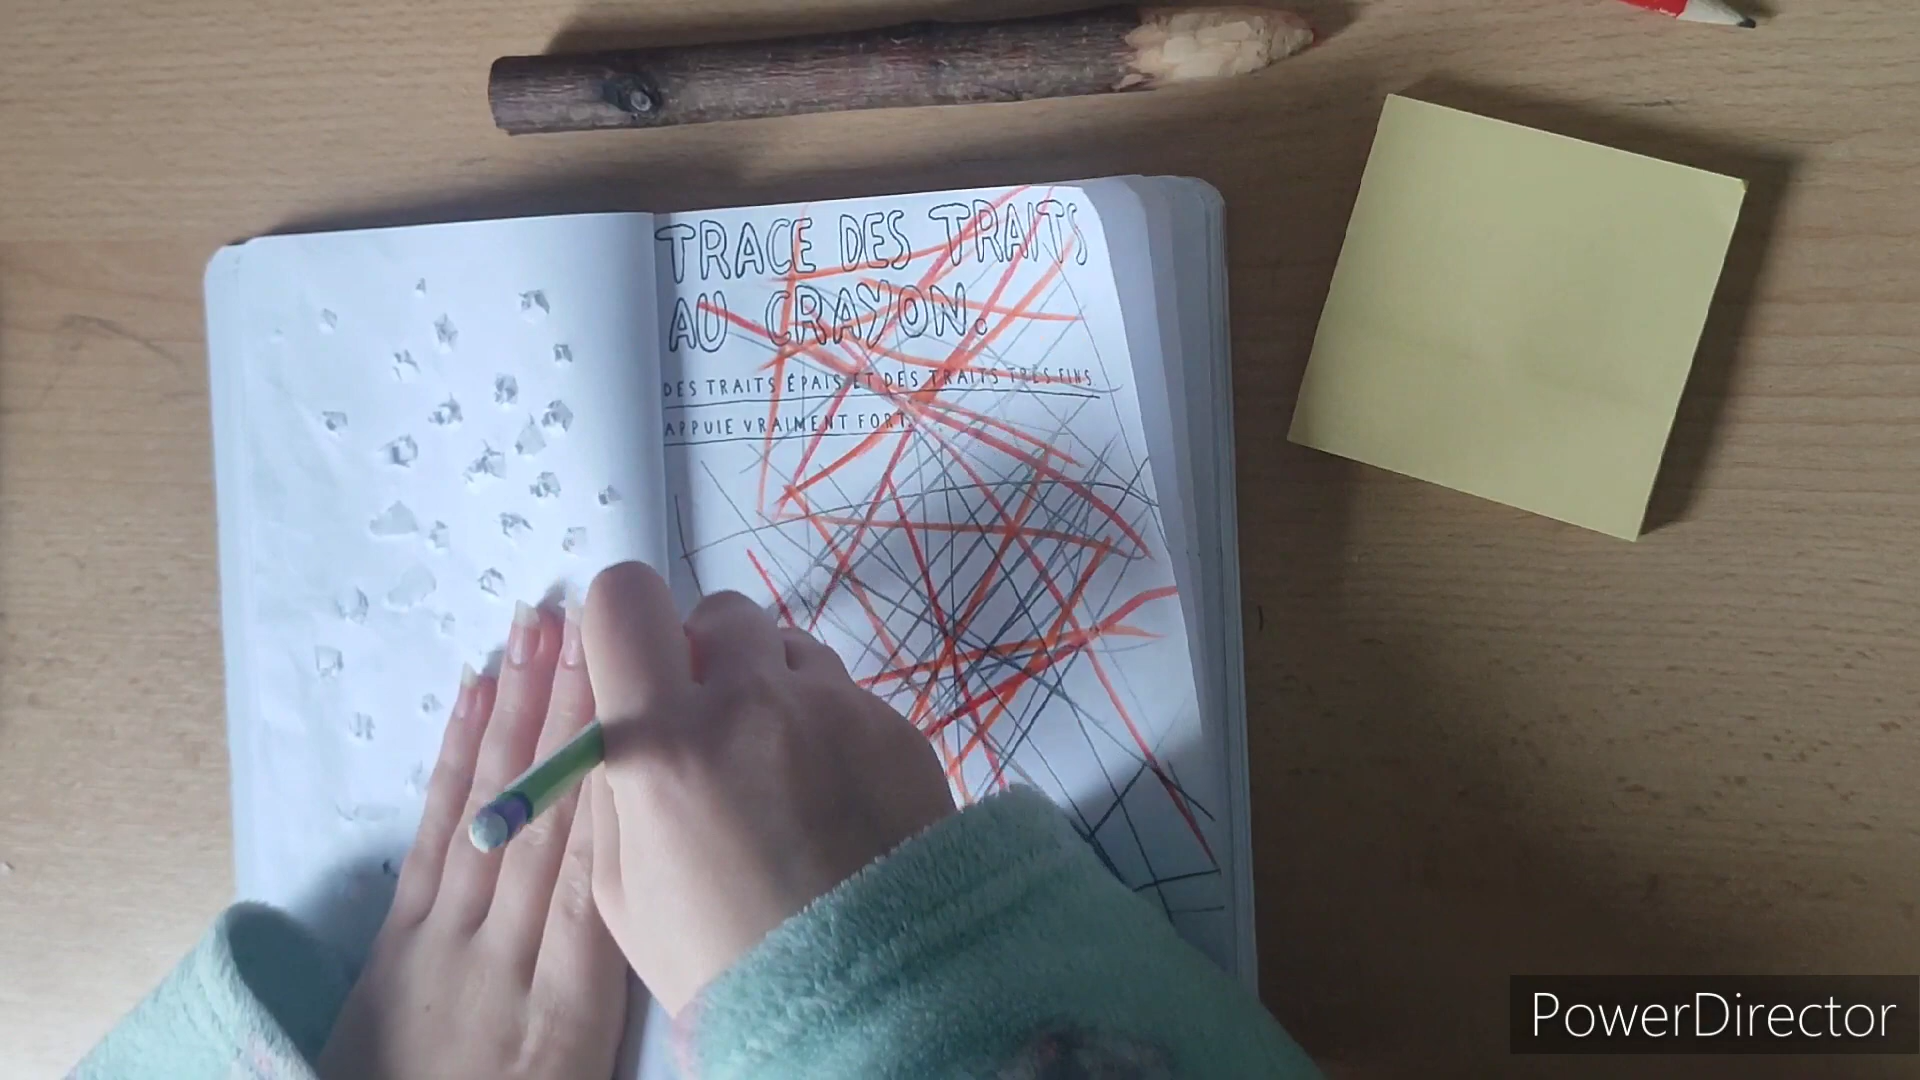 TRACE DES TRAITS
AU CRAYON.
DES TRAITS ÉPAIS ET DES TRAITS TRÈS FINS.
APPUIE VRAIMENT FORT.
PowerDirector